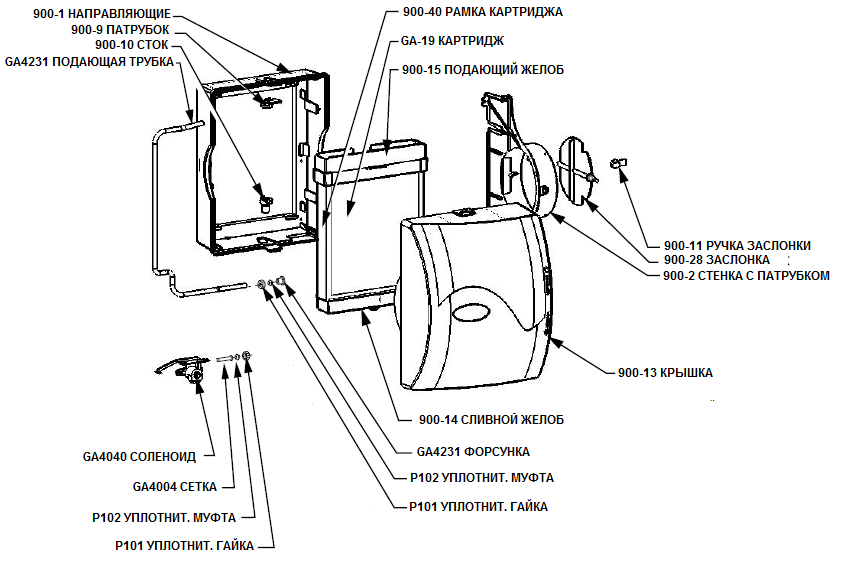 900-1 НАПРАВЛЯЮЩИЕ
900-9 ПАТРУБОК
900-10 СТОК
GA4231 ПОДАЮЩАЯ ТРУБКА
900-40 РАМКА КАРТРИДЖА
GA-19 КАРТРИДЖ
900-15 ПОДАЮЩИЙ ЖЕЛОБ
900-11 РУЧКА ЗАСЛОНКИ
900-28 ЗАСЛОНКА
900-2 СТЕНКА С ПАТРУБКОМ
900-13 КРЫШКА
900-14 СЛИВНОЙ ЖЕЛОБ
GA4231 ФОРСУНКА
P102 УПЛОТНИТ. МУФТА
P101 УПЛОТНИТ. ГАЙКА
GA4040 СОЛЕНОИД
GA4004 СЕТКА
P102 УПЛОТНИТ. МУФТА
P101 УПЛОТНИТ. ГАЙКА